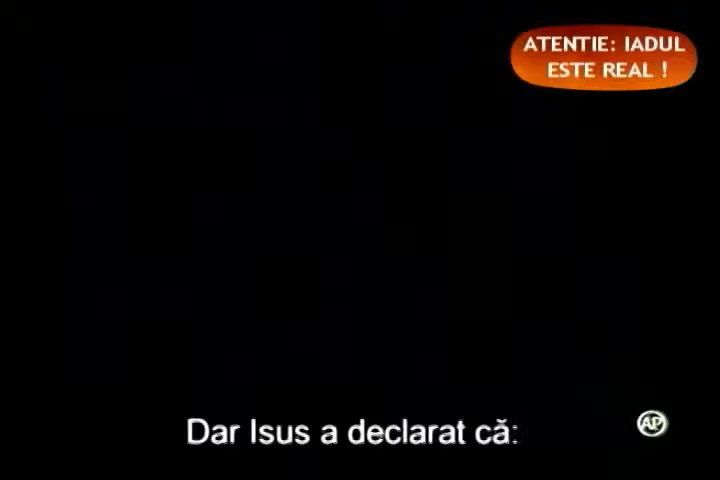 ATENTIE: IADUL
ESTE REAL !
Dar Isus a declarat că:
AP